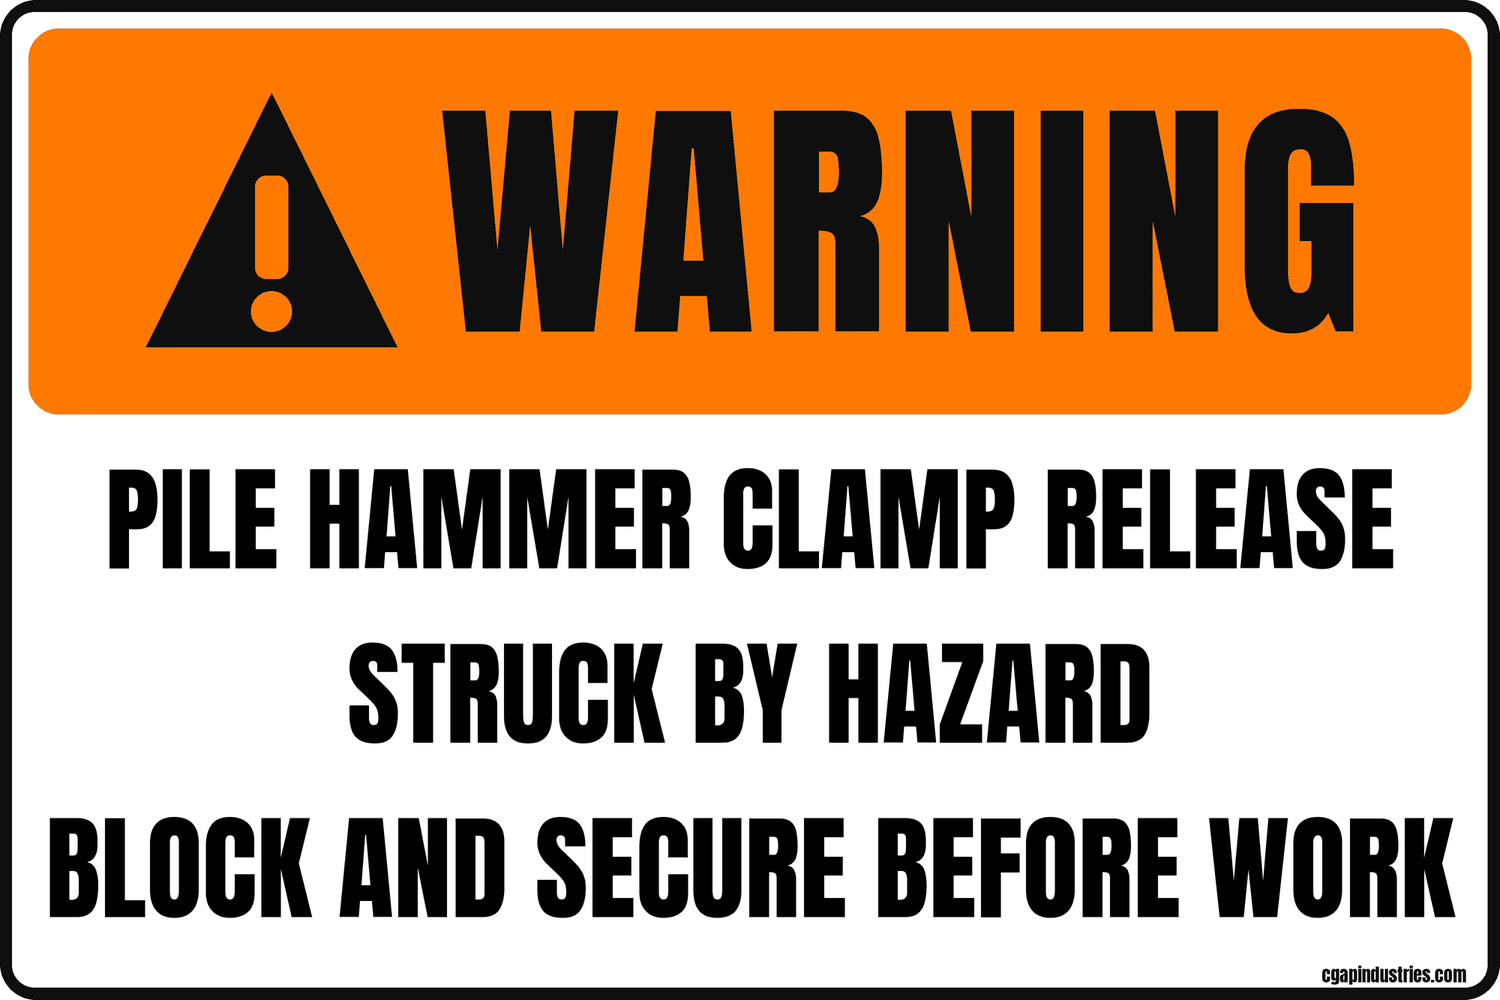 WARNING
PILE HAMMER CLAMP RELEASE
STRUCK BY HAZARD
BLOCK AND SECURE BEFORE WORK
cgapindustries.com